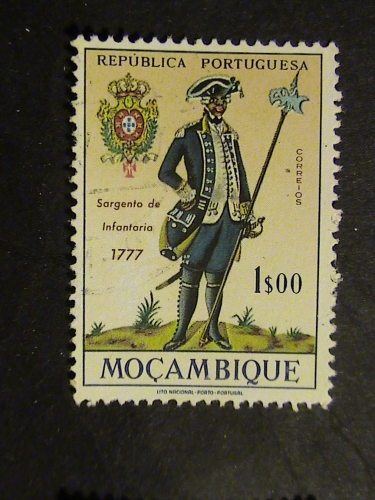 REPÚBLICA PORTUGUESA
CORREIOS
Sargento de
Infantaria
1777
1$00
MOÇAMBIQUE
LITO NACIONAL-PORTO-PORTUGAL